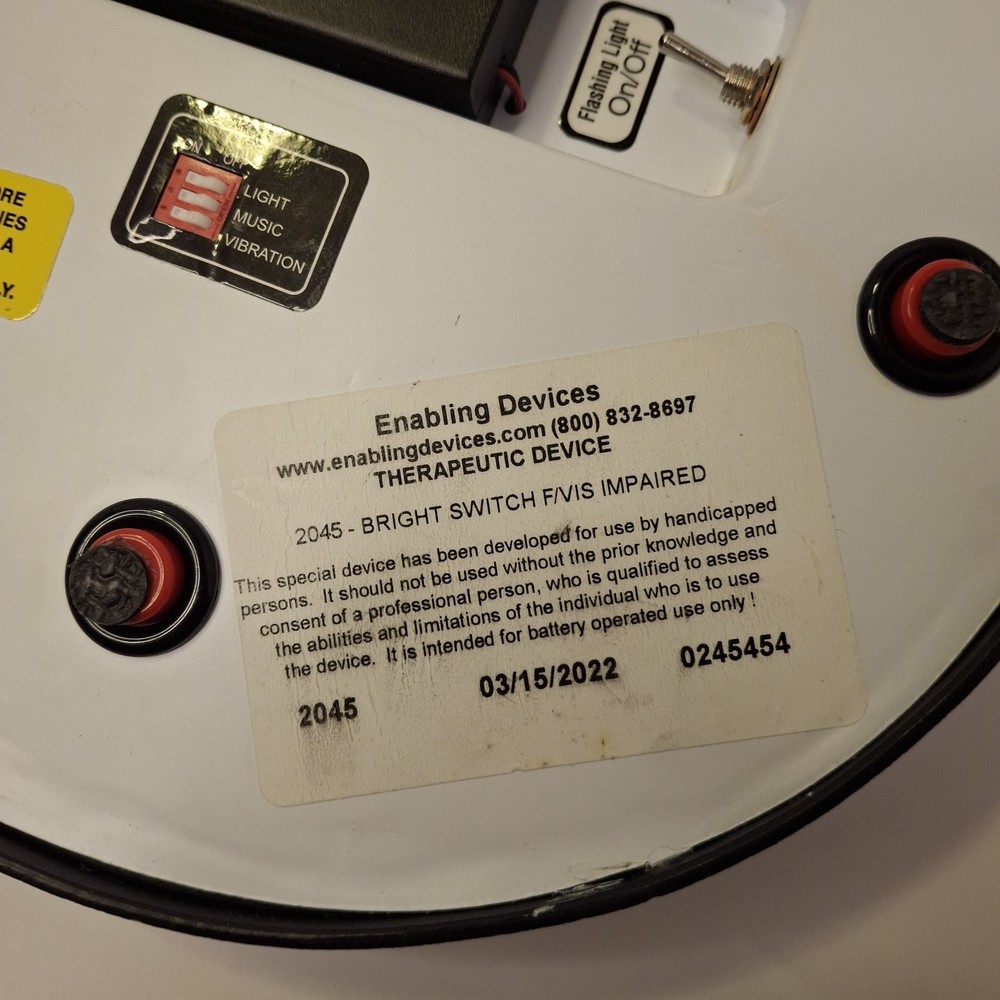 Flashing Light
On/Off
ON OFF
LIGHT
MUSIC
VIBRATION
RE
IES
A
Y.
Enabling Devices
www.enablingdevices.com (800) 832-8697
THERAPEUTIC DEVICE
2045 - BRIGHT SWITCH F/VIS IMPAIRED
This special device has been developed for use by handicapped
persons. It should not be used without the prior knowledge and
consent of a professional person, who is qualified to assess
the abilities and limitations of the individual who is to use
the device. It is intended for battery operated use only !
2045 03/15/2022 0245454